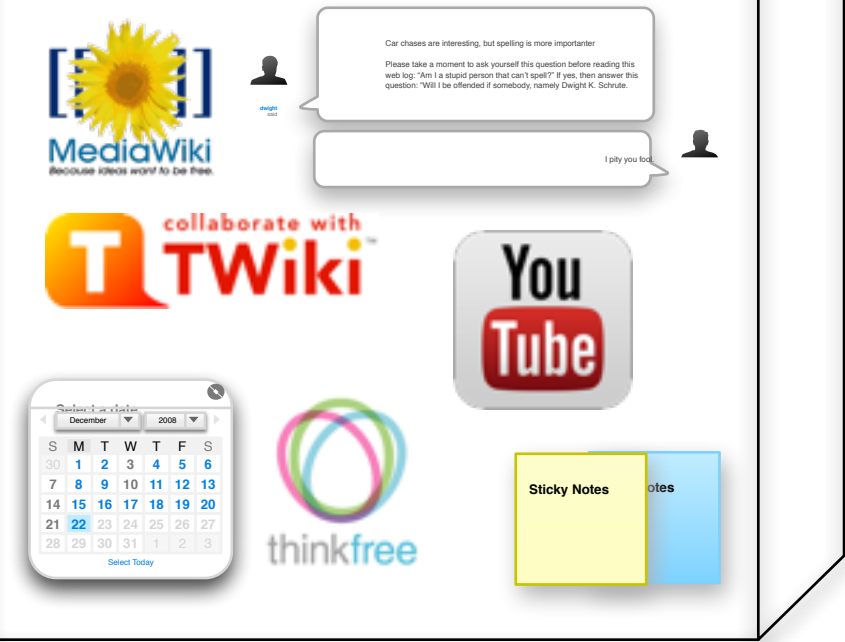 Car chases are interesting, but spelling is more importanter
Please take a moment to ask yourself this question before reading this
web log: “Am I a stupid person that can’t spell?” If yes, then answer this
question: “Will I be offended if somebody, namely Dwight K. Schrute.
dwight
said
I pity you fool.
MediaWiki
Because ideas want to be free.
collaborate with
T TWiki™
You
Tube
Select a date
December 2008
S M T W T F S
30 1 2 3 4 5 6
7 8 9 10 11 12 13
14 15 16 17 18 19 20
21 22 23 24 25 26 27
28 29 30 31 1 2 3
Select Today
thinkfree
Sticky Notes
otes